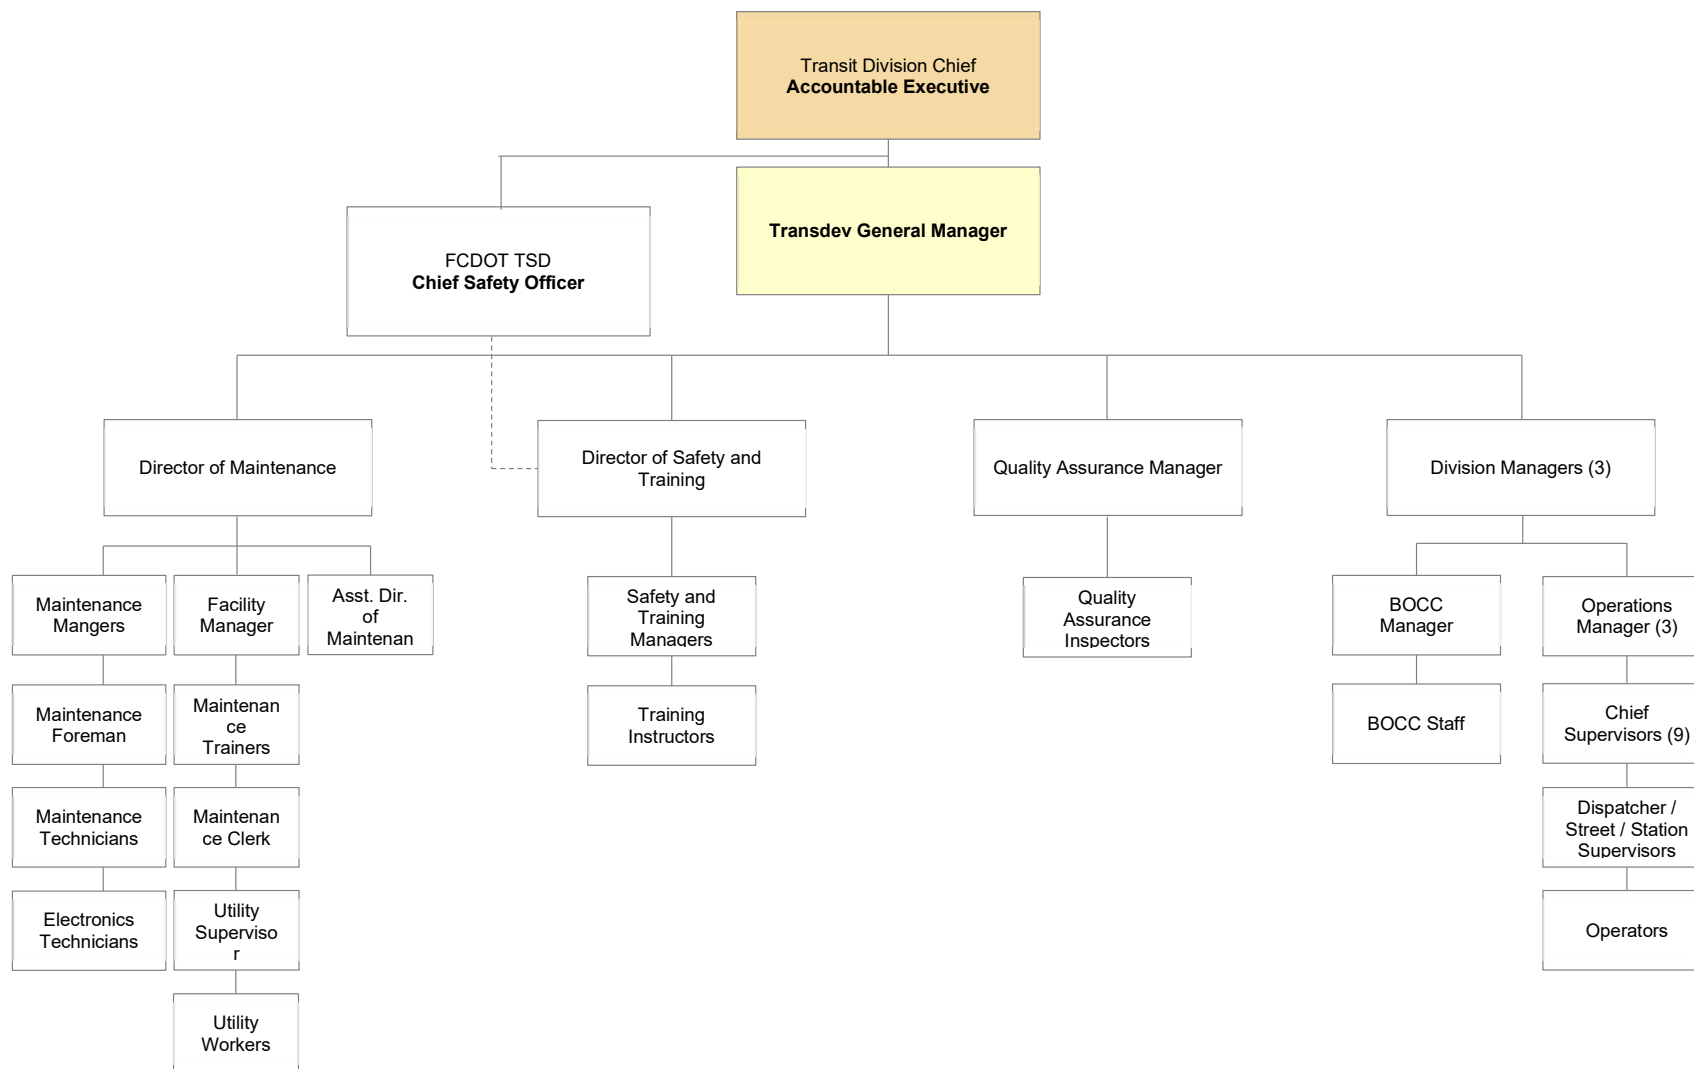 Transit Division Chief
Accountable Executive
Transdev General Manager
FCDOT TSD
Chief Safety Officer
Director of Maintenance
Director of Safety and
Training
Quality Assurance Manager
Division Managers (3)
Maintenance
Mangers
Facility
Manager
Asst. Dir.
of
Maintenan
Safety and
Training
Managers
Quality
Assurance
Inspectors
BOCC
Manager
Operations
Manager (3)
Maintenance
Foreman
Maintenan
ce
Trainers
Training
Instructors
BOCC Staff
Chief
Supervisors (9)
Maintenance
Technicians
Maintenan
ce Clerk
Dispatcher /
Street / Station
Supervisors
Electronics
Technicians
Utility
Superviso
r
Operators
Utility
Workers